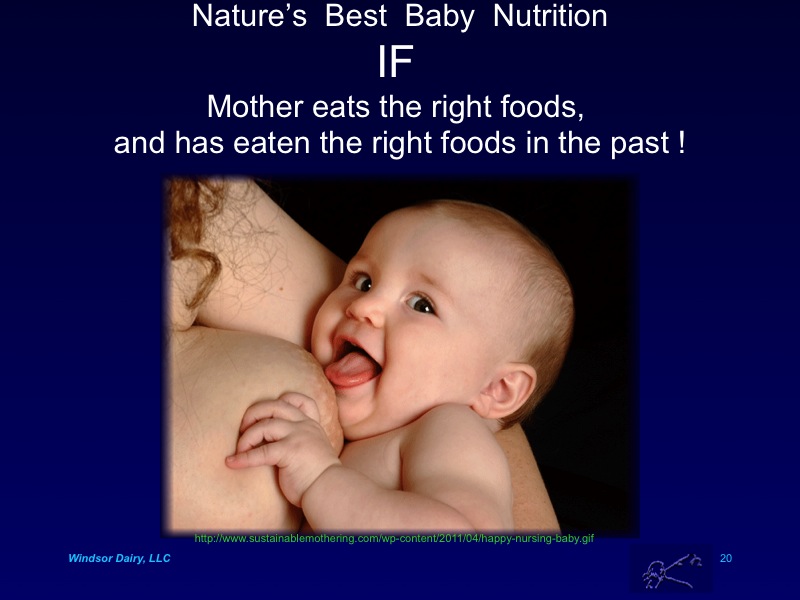 Nature’s Best Baby Nutrition
IF
Mother eats the right foods,
and has eaten the right foods in the past !
http://www.sustainablemothering.com/wp-content/2011/04/happy-nursing-baby.gif
Windsor Dairy, LLC
20